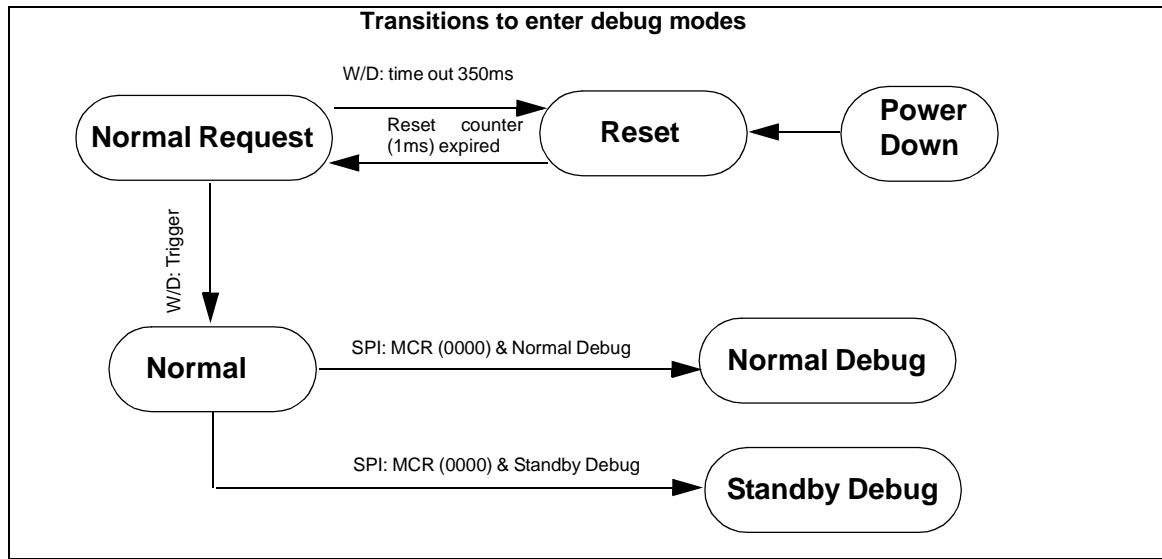 Transitions to enter debug modes
W/D: time out 350ms
Normal Request
Reset counter
(1ms) expired
Reset
Power
Down
W/D: Trigger
Normal
SPI: MCR (0000) & Normal Debug
Normal Debug
SPI: MCR (0000) & Standby Debug
Standby Debug